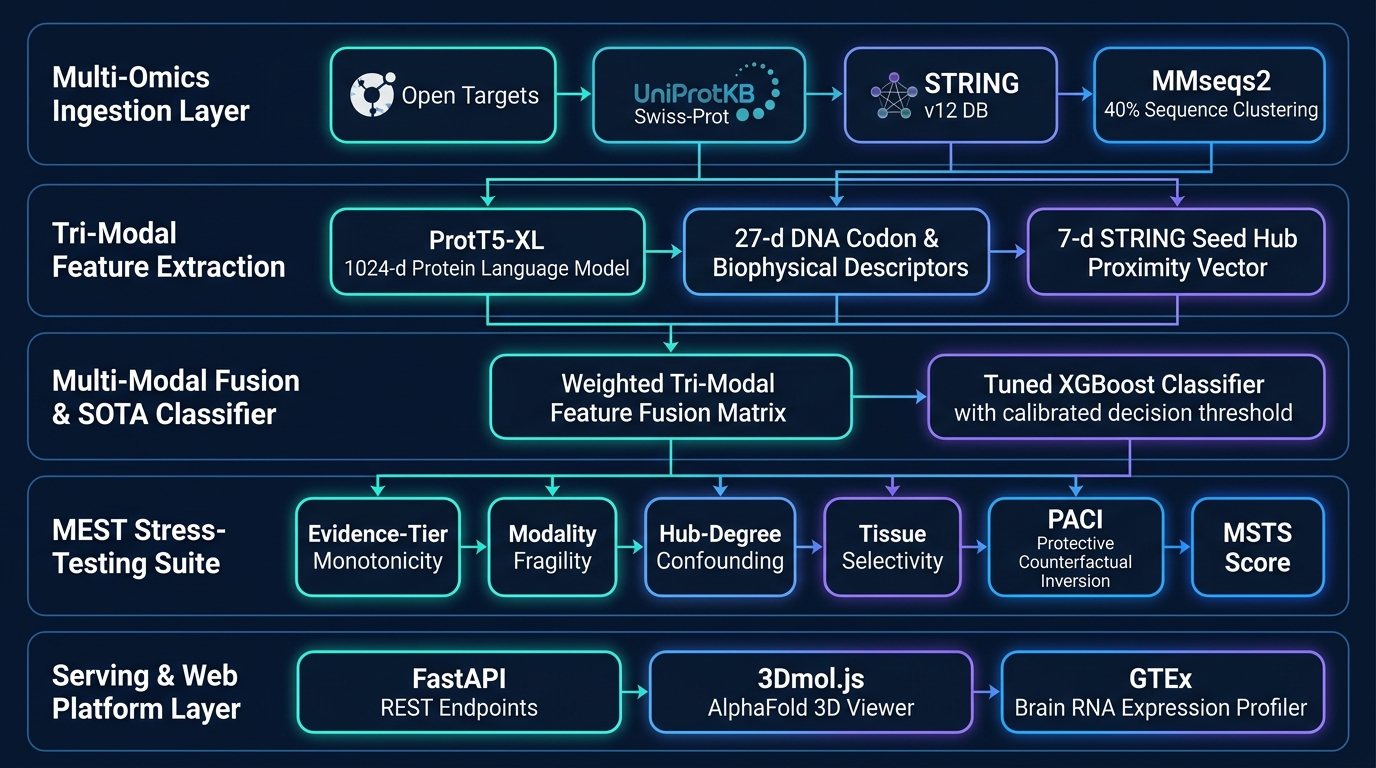 Multi-Omics
Ingestion Layer
Open Targets
UniProtKB
Swiss-Prot
STRING
v12 DB
MMseqs2
40% Sequence Clustering
Tri-Modal
Feature Extraction
ProtT5-XL
1024-d Protein Language Model
27-d DNA Codon &
Biophysical Descriptors
7-d STRING Seed Hub
Proximity Vector
Multi-Modal Fusion
& SOTA Classifier
Weighted Tri-Modal
Feature Fusion Matrix
Tuned XGBoost Classifier
with calibrated decision threshold
MEST Stress-
Testing Suite
Evidence-Tier
Monotonicity
Modality
Fragility
Hub-Degree
Confounding
Tissue
Selectivity
PACI
Protective
Counterfactual
Inversion
MSTS
Score
Serving & Web
Platform Layer
FastAPI
REST Endpoints
3Dmol.js
AlphaFold 3D Viewer
GTEx
Brain RNA Expression Profiler